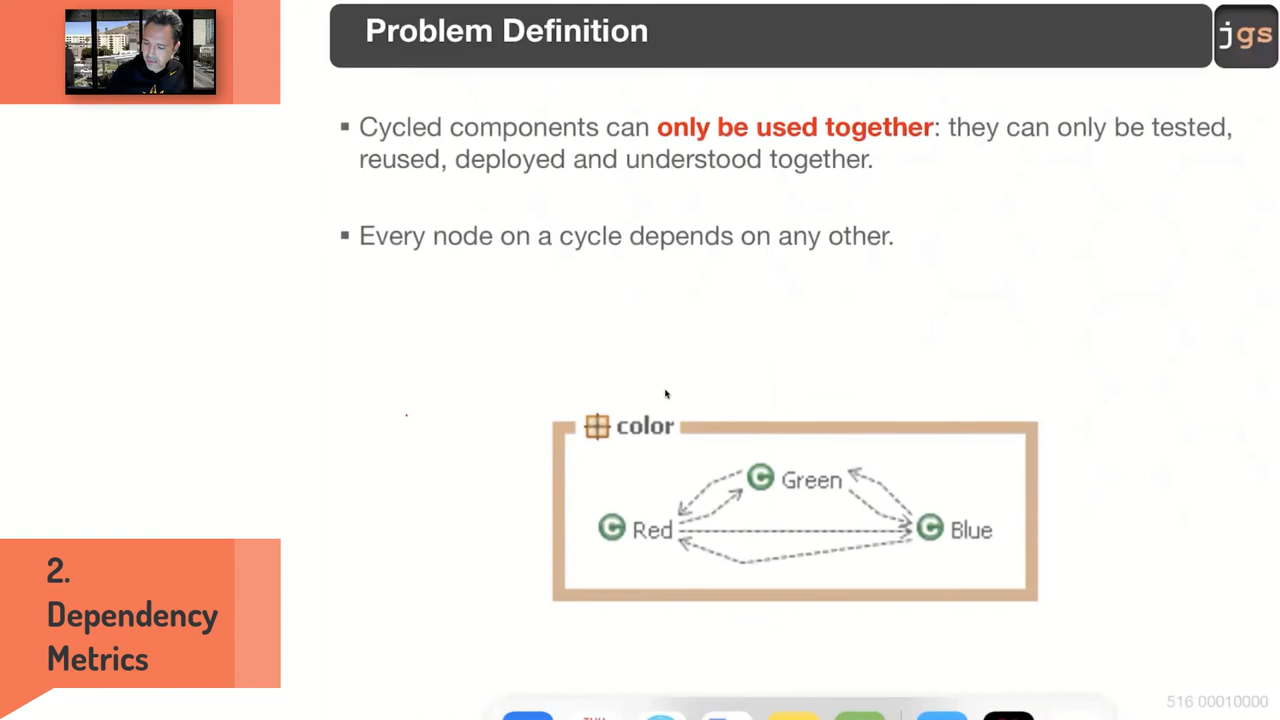 Problem Definition
jgs
▪ Cycled components can only be used together: they can only be tested,
reused, deployed and understood together.
▪ Every node on a cycle depends on any other.
color
Green
Red
Blue
2.
Dependency
Metrics
516 00010000